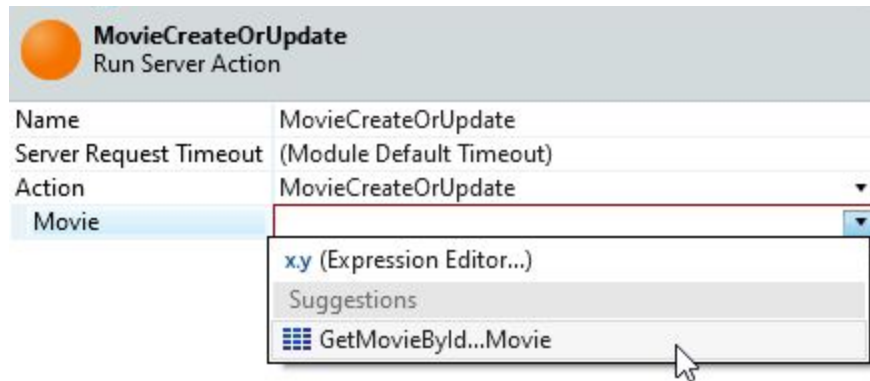 MovieCreateOrUpdate
Run Server Action
Name MovieCreateOrUpdate
Server Request Timeout (Module Default Timeout)
Action MovieCreateOrUpdate
Movie
x.y (Expression Editor...)
Suggestions
GetMovieById...Movie